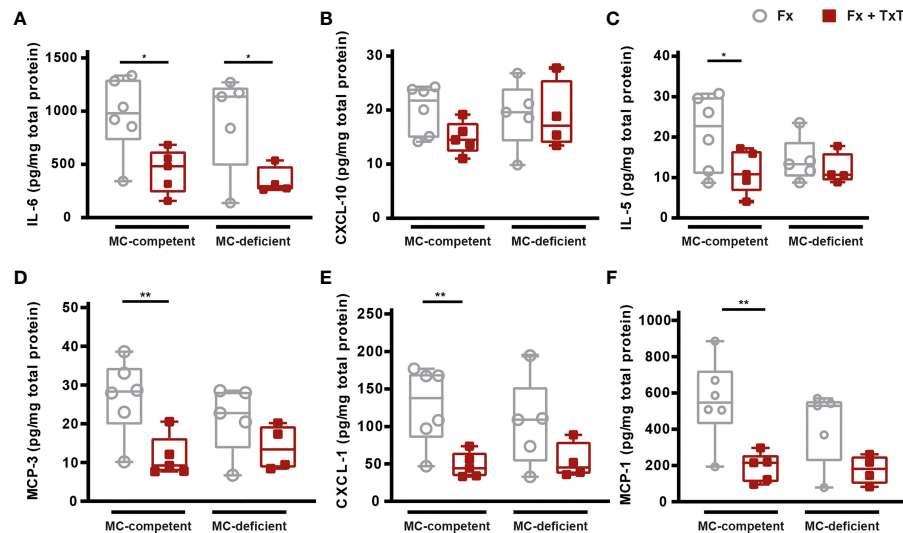 Fx Fx + TxT
A
IL-6 (pg/mg total protein)
1500
1000
500
0
* *
MC-competent MC-deficient
B
CXCL-10 (pg/mg total protein)
30
20
10
0
MC-competent MC-deficient
C
IL-5 (pg/mg total protein)
40
30
20
10
0
*
MC-competent MC-deficient
D
MCP-3 (pg/mg total protein)
50
40
30
20
10
0
**
MC-competent MC-deficient
E
CXCL-1 (pg/mg total protein)
250
200
150
100
50
0
**
MC-competent MC-deficient
F
MCP-1 (pg/mg total protein)
1000
800
600
400
200
0
**
MC-competent MC-deficient